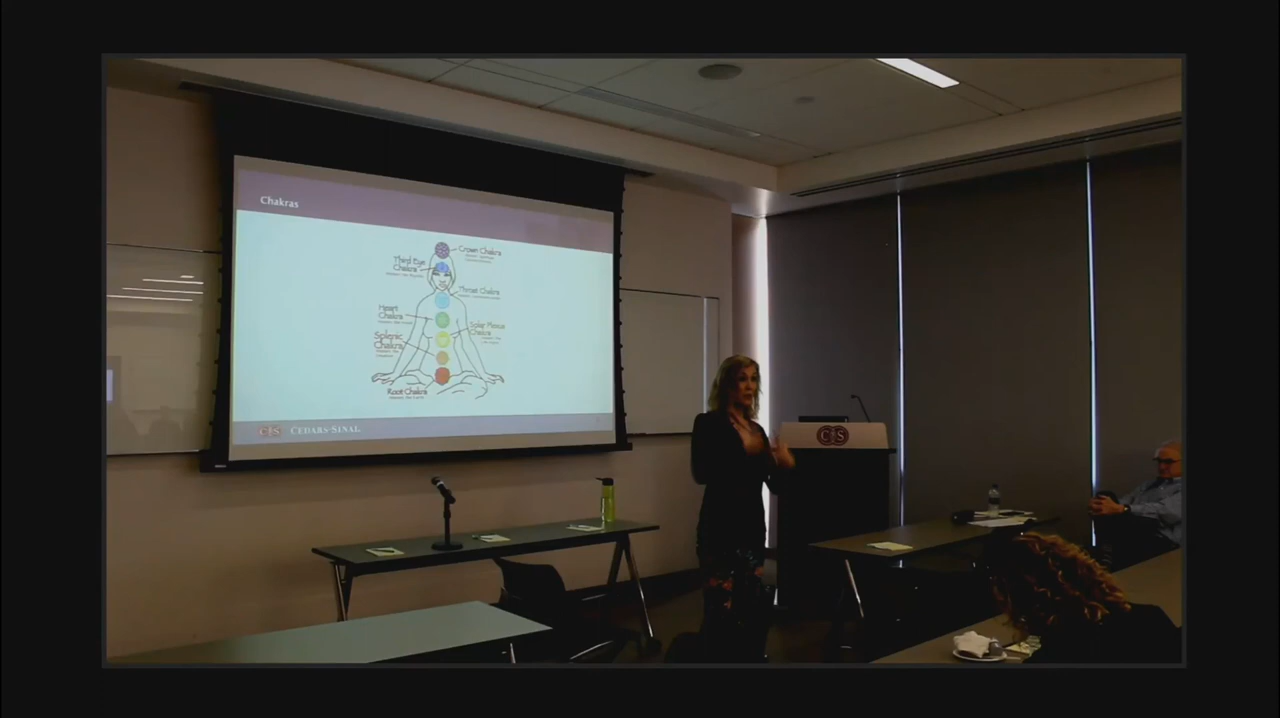 Chakras
Crown Chakra
Third Eye
Chakra
Throat Chakra
Heart
Chakra
Solar Plexus
Chakra
Splenic
Chakra
Root Chakra
CS CEDARS-SINAI
CS